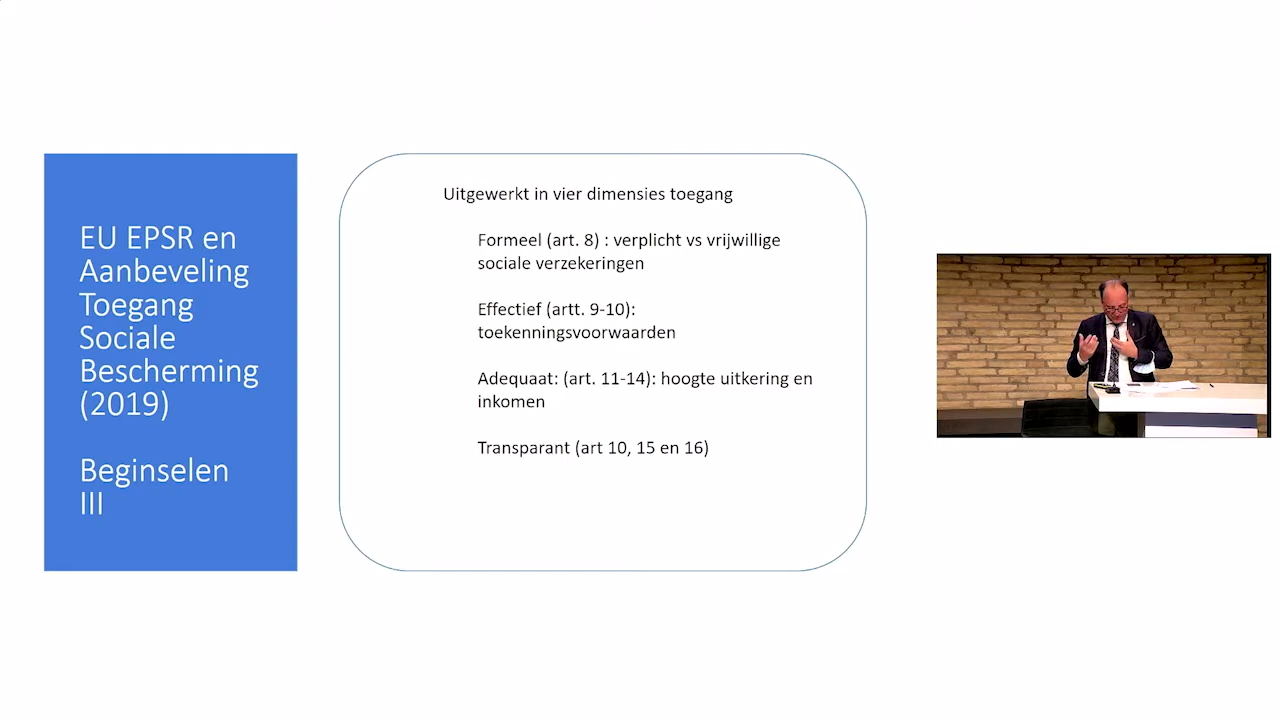 EU EPSR en
Aanbeveling
Toegang
Sociale
Bescherming
(2019)
Beginselen
III
Uitgewerkt in vier dimensies toegang
Formeel (art. 8) : verplicht vs vrijwillige
sociale verzekeringen
Effectief (artt. 9-10):
toekenningsvoorwaarden
Adequaat: (art. 11-14): hoogte uitkering en
inkomen
Transparant (art 10, 15 en 16)